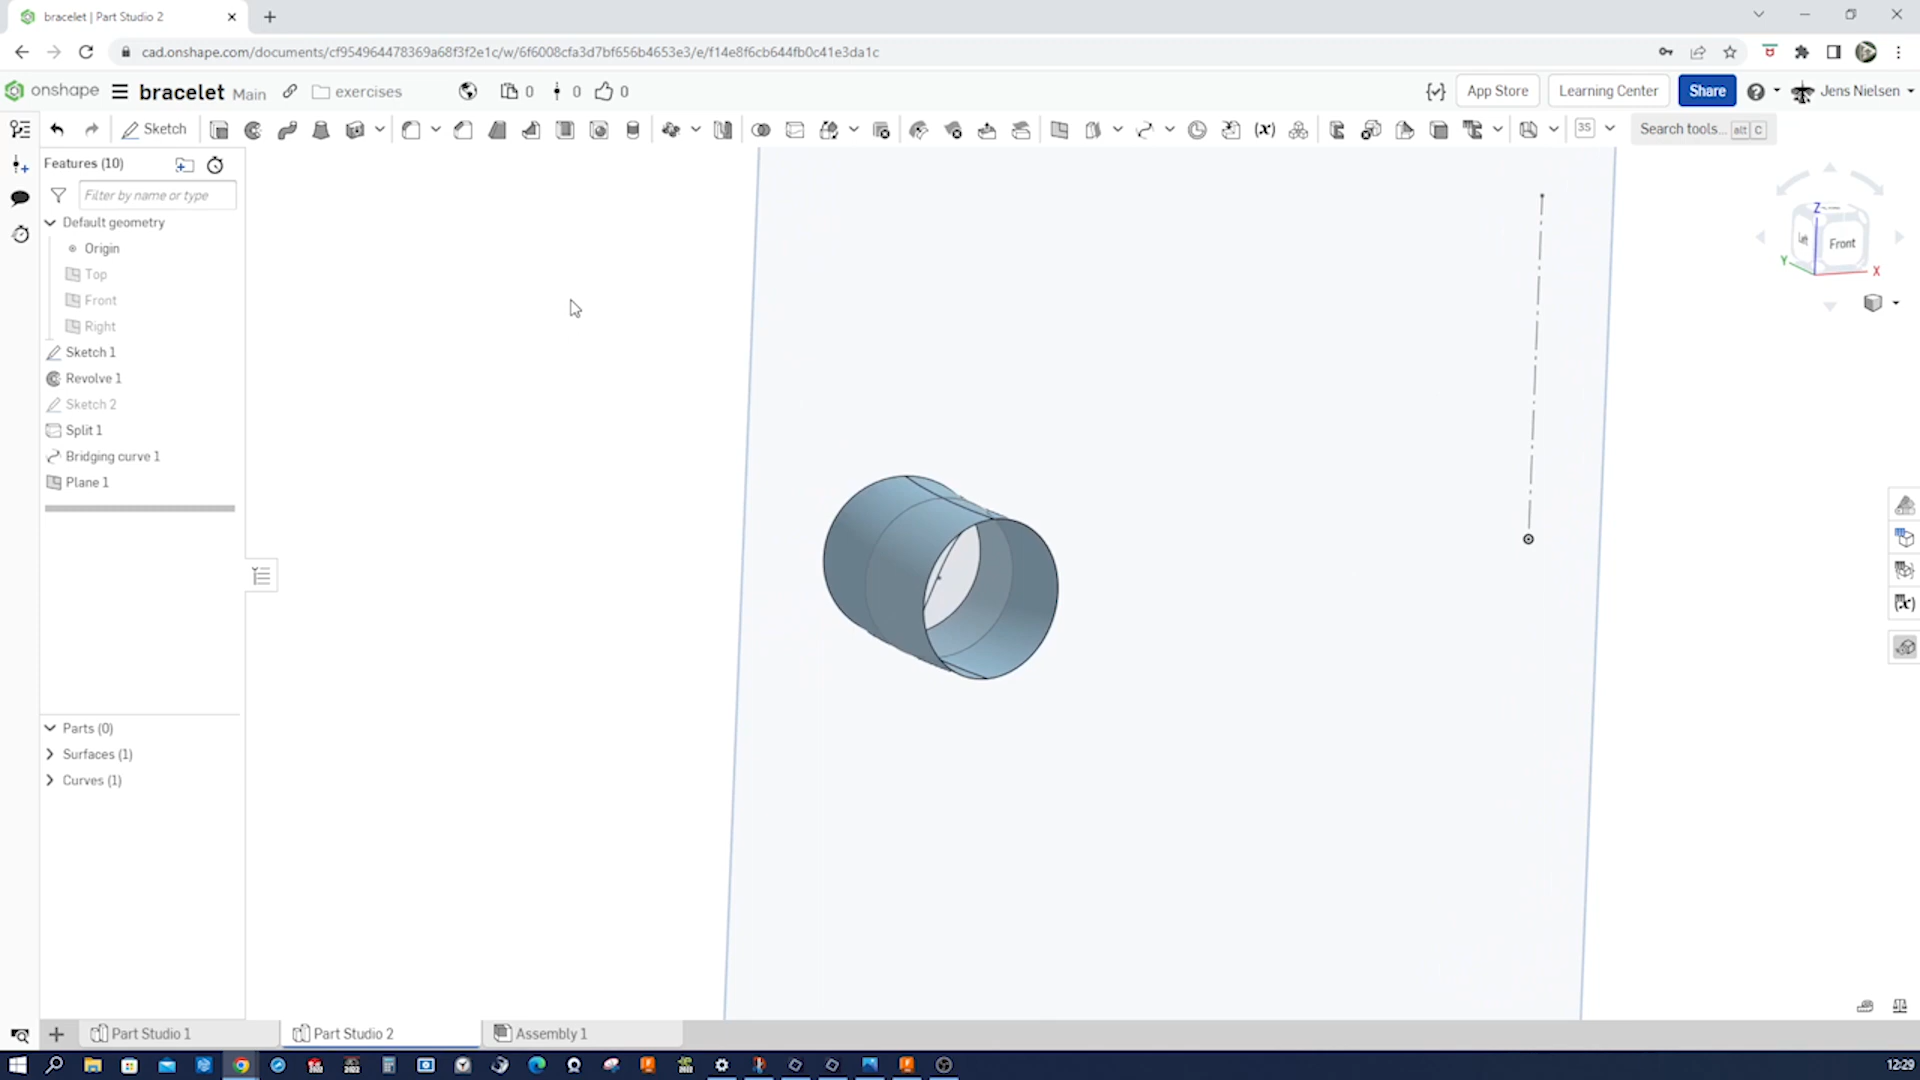 bracelet | Part Studio 2
cad.onshape.com/documents/cf954964478369a68f3f2e1c/w/6f6008cfa3d7bf656b4653e3/e/f14e8f6cb644fb0c41e3da1c
onshape bracelet Main exercises 0 0 0 App Store Learning Center Share Jens Nielsen
Sketch (x) 3S Search tools... alt C
Features (10)
Filter by name or type
Default geometry
Origin
Top
Front
Right
Sketch 1
Revolve 1
Sketch 2
Split 1
Bridging curve 1
Plane 1
Z
Left Front
Y X
(x)
Parts (0)
Surfaces (1)
Curves (1)
Part Studio 1 Part Studio 2 Assembly 1
12:29